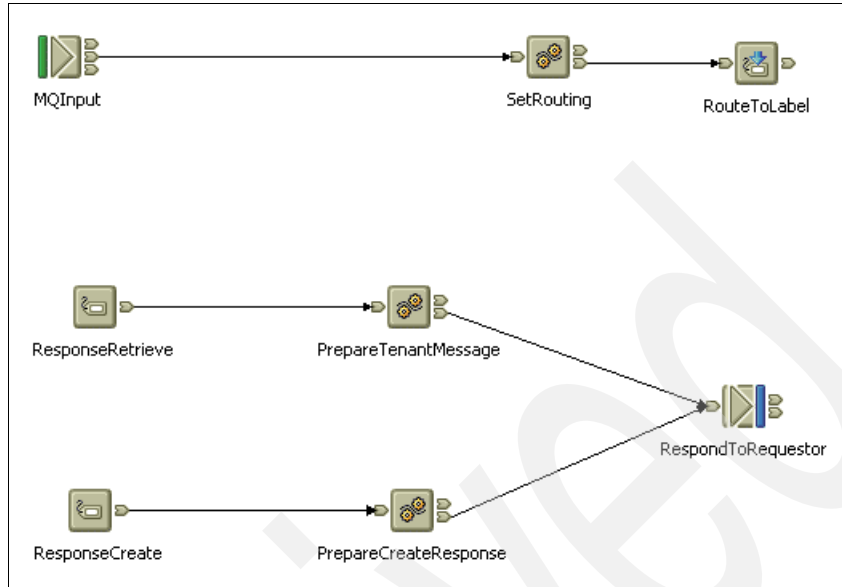 MQInput
SetRouting
RouteToLabel
ResponseRetrieve
PrepareTenantMessage
RespondToRequestor
ResponseCreate
PrepareCreateResponse